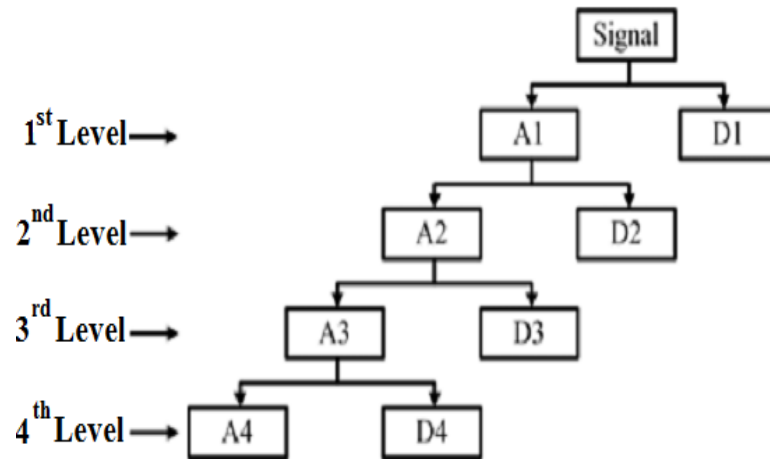 Signal
1st Level A1 D1
2nd Level A2 D2
3rd Level A3 D3
4th Level A4 D4